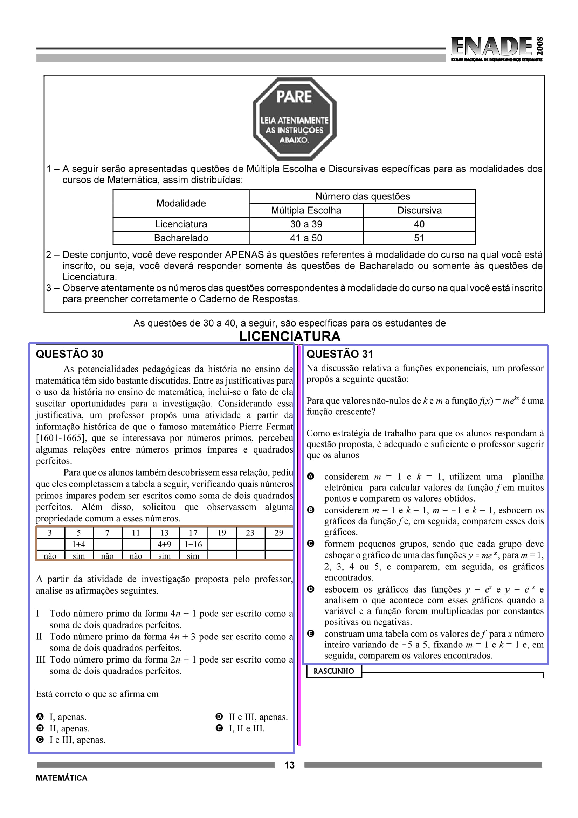 ENADE 2008
EXAME NACIONAL DE DESEMPENHO DOS ESTUDANTES
PARE
LEIA ATENTAMENTE
AS INSTRUÇÕES
ABAIXO.
1 – A seguir serão apresentadas questões de Múltipla Escolha e Discursivas específicas para as modalidades dos
cursos de Matemática, assim distribuídas:
Modalidade Número das questões
Múltipla Escolha Discursiva
Licenciatura 30 a 39 40
Bacharelado 41 a 50 51
2 – Deste conjunto, você deve responder APENAS às questões referentes à modalidade do curso na qual você está
inscrito, ou seja, você deverá responder somente às questões de Bacharelado ou somente às questões de
Licenciatura.
3 – Observe atentamente os números das questões correspondentes à modalidade do curso na qual você está inscrito
para preencher corretamente o Caderno de Respostas.
As questões de 30 a 40, a seguir, são específicas para os estudantes de
LICENCIATURA
QUESTÃO 30
As potencialidades pedagógicas da história no ensino de
matemática têm sido bastante discutidas. Entre as justificativas para
o uso da história no ensino de matemática, inclui-se o fato de ela
suscitar oportunidades para a investigação. Considerando essa
justificativa, um professor propôs uma atividade a partir da
informação histórica de que o famoso matemático Pierre Fermat
[1601-1665], que se interessava por números primos, percebeu
algumas relações entre números primos ímpares e quadrados
perfeitos.
Para que os alunos também descobrissem essa relação, pediu
que eles completassem a tabela a seguir, verificando quais números
primos ímpares podem ser escritos como soma de dois quadrados
perfeitos. Além disso, solicitou que observassem alguma
propriedade comum a esses números.
3 5 7 11 13 17 19 23 29
1+4 4+9 1+16
não sim não não sim sim
A partir da atividade de investigação proposta pelo professor,
analise as afirmações seguintes.
I Todo número primo da forma 4n + 1 pode ser escrito como a
soma de dois quadrados perfeitos.
II Todo número primo da forma 4n + 3 pode ser escrito como a
soma de dois quadrados perfeitos.
III Todo número primo da forma 2n + 1 pode ser escrito como a
soma de dois quadrados perfeitos.
Está correto o que se afirma em
A I, apenas.
B II, apenas.
C I e III, apenas.
D II e III, apenas.
E I, II e III.
QUESTÃO 31
Na discussão relativa a funções exponenciais, um professor
propôs a seguinte questão:
Para que valores não-nulos de k e m a função f(x) = me^{kx} é uma
função crescente?
Como estratégia de trabalho para que os alunos respondam à
questão proposta, é adequado e suficiente o professor sugerir
que os alunos
A considerem m = 1 e k = 1, utilizem uma planilha
eletrônica para calcular valores da função f em muitos
pontos e comparem os valores obtidos.
B considerem m = 1 e k = 1, m = −1 e k = 1, esbocem os
gráficos da função f e, em seguida, comparem esses dois
gráficos.
C formem pequenos grupos, sendo que cada grupo deve
esboçar o gráfico de uma das funções y = me^x, para m = 1,
2, 3, 4 ou 5, e comparem, em seguida, os gráficos
encontrados.
D esbocem os gráficos das funções y = e^x e y = e^{−x} e
analisem o que acontece com esses gráficos quando a
variável e a função forem multiplicadas por constantes
positivas ou negativas.
E construam uma tabela com os valores de f para x número
inteiro variando de −5 a 5, fixando m = 1 e k = 1 e, em
seguida, comparem os valores encontrados.
RASCUNHO
13
MATEMÁTICA